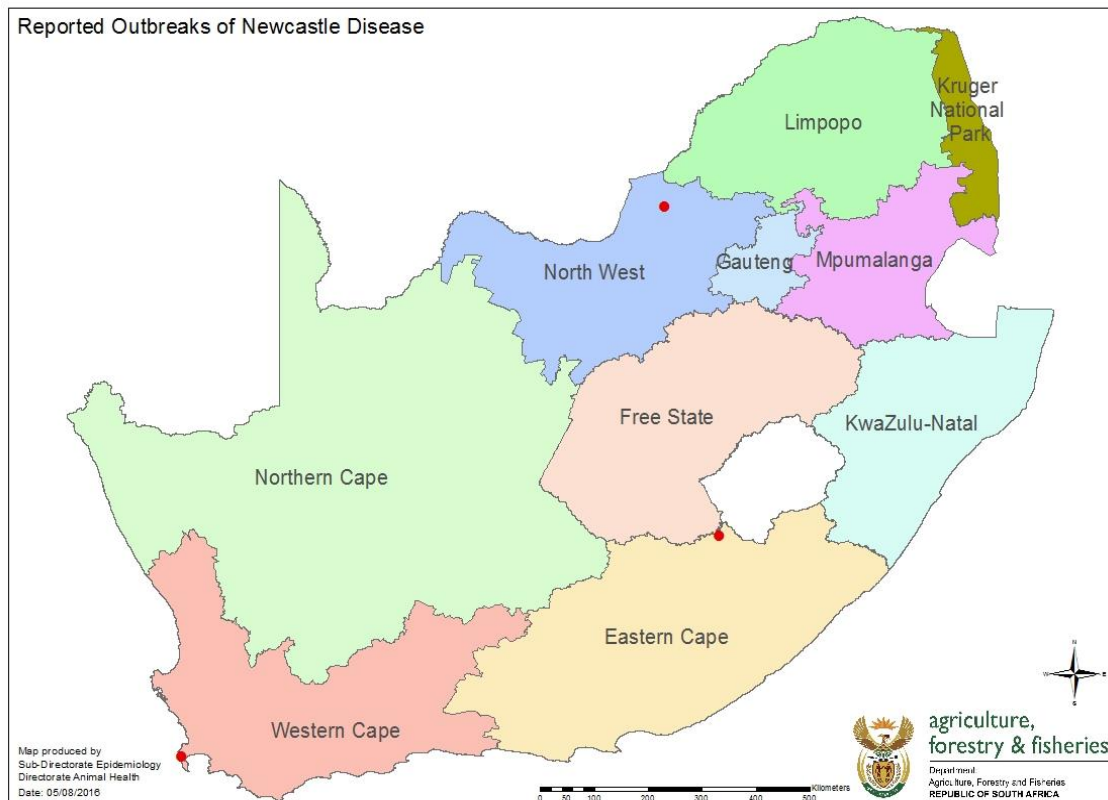 Reported Outbreaks of Newcastle Disease
Kruger
National
Park
Limpopo
North West
Gauteng
Mpumalanga
Free State
KwaZulu-Natal
Northern Cape
Eastern Cape
Western Cape
N
W
E
S
Map produced by
Sub-Directorate Epidemiology
Directorate Animal Health
Date: 05/08/2016
Kilometers
0 50 100 200 300 400 500
agriculture,
forestry & fisheries
Department:
Agriculture, Forestry and Fisheries
REPUBLIC OF SOUTH AFRICA